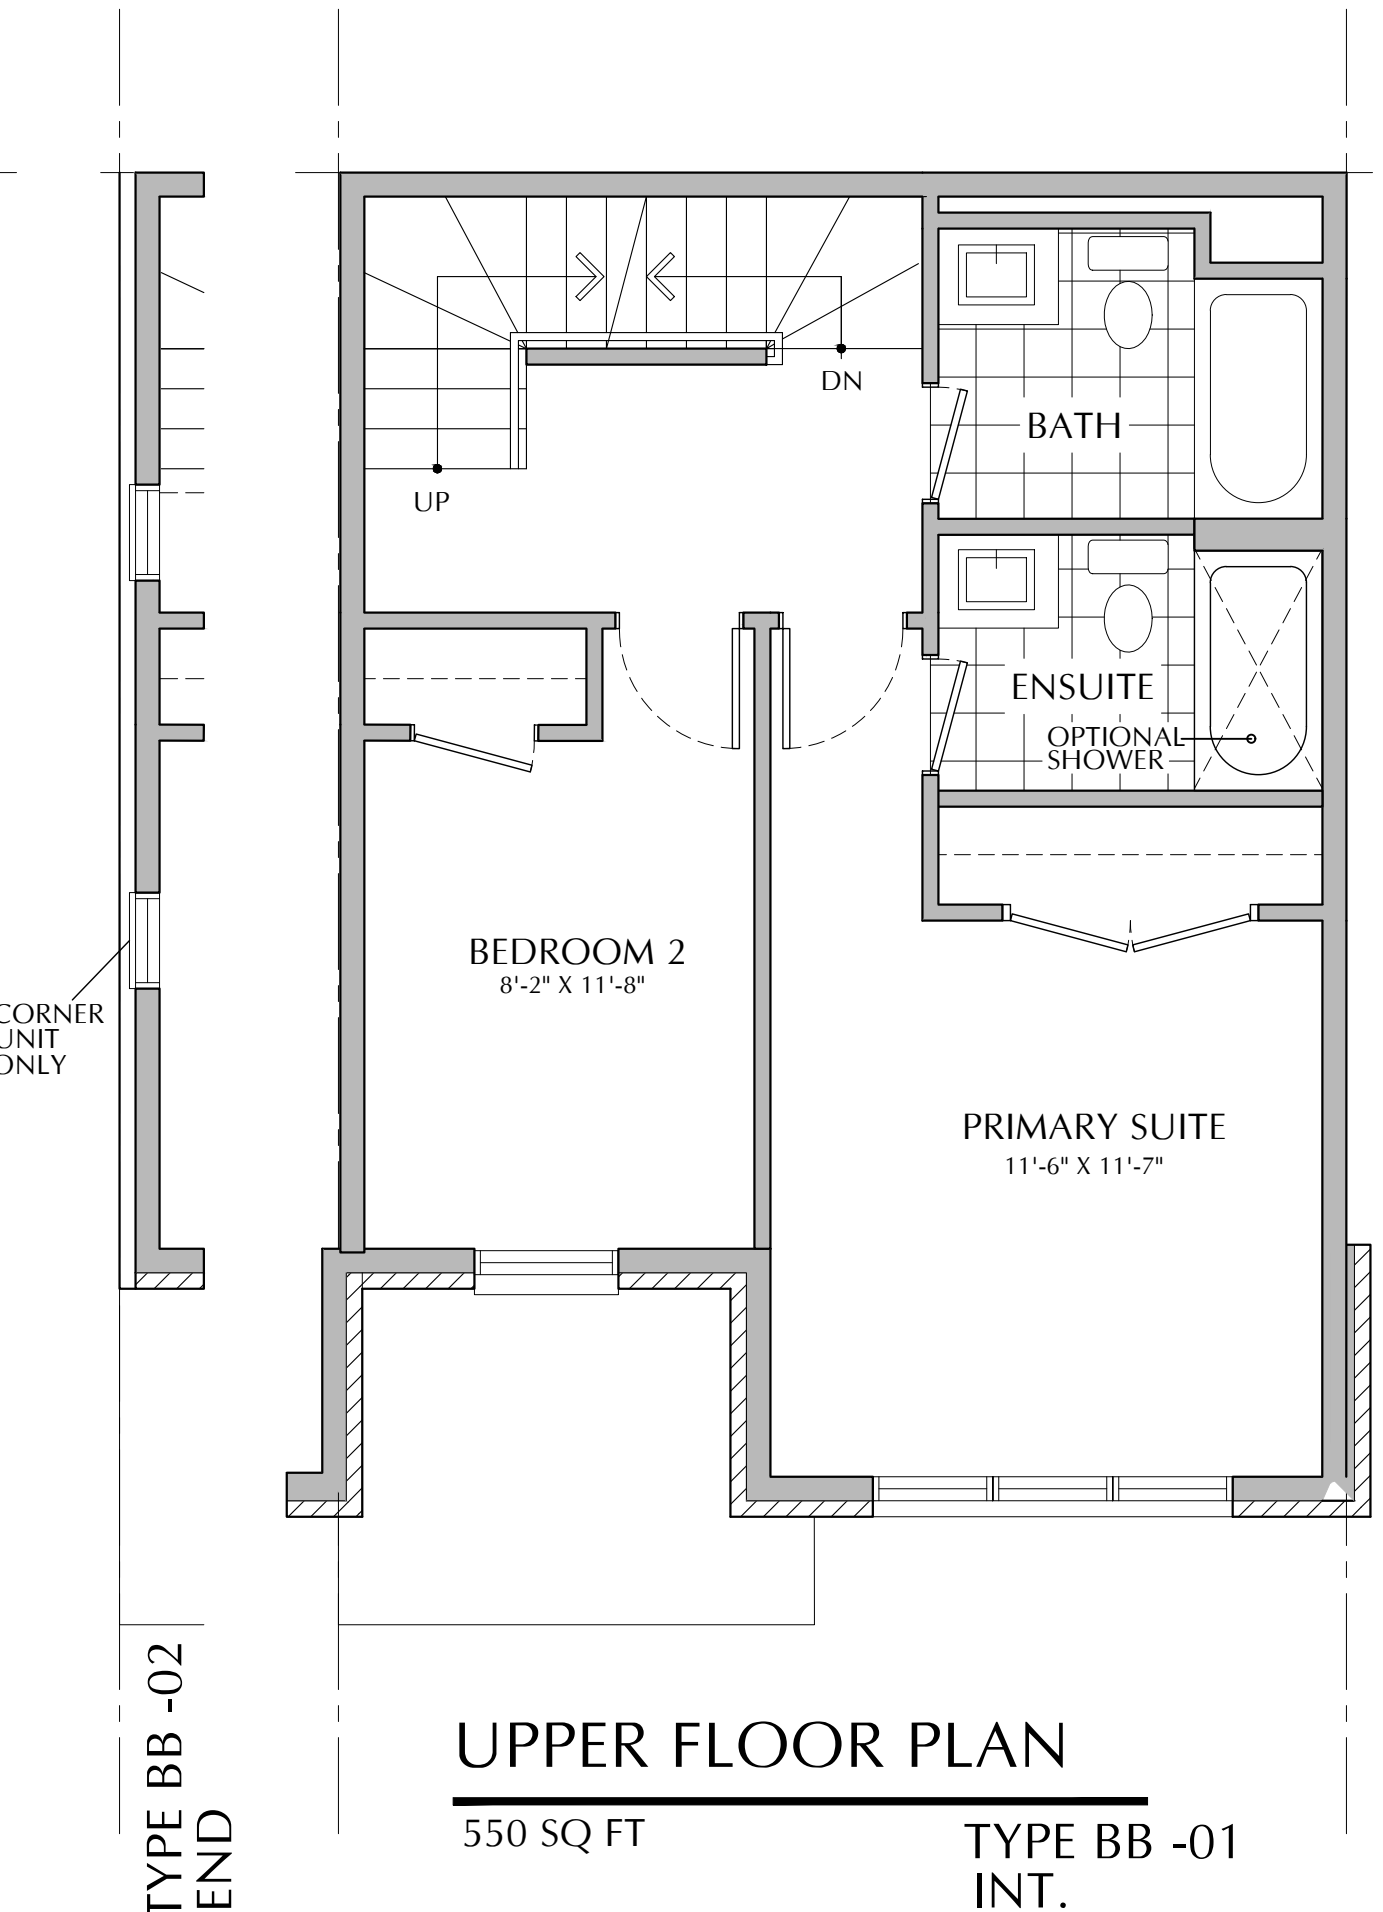 DN
UP
BATH
ENSUITE
OPTIONAL
SHOWER
BEDROOM 2
8'-2" X 11'-8"
CORNER
UNIT
ONLY
PRIMARY SUITE
11'-6" X 11'-7"
TYPE BB -02
END
UPPER FLOOR PLAN
550 SQ FT
TYPE BB -01
INT.